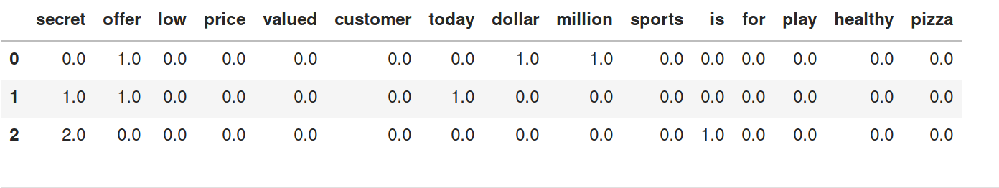 secret offer low price valued customer today dollar million sports is for play healthy pizza
0 0.0 1.0 0.0 0.0 0.0 0.0 0.0 1.0 1.0 0.0 0.0 0.0 0.0 0.0 0.0
1 1.0 1.0 0.0 0.0 0.0 0.0 1.0 0.0 0.0 0.0 0.0 0.0 0.0 0.0 0.0
2 2.0 0.0 0.0 0.0 0.0 0.0 0.0 0.0 0.0 0.0 1.0 0.0 0.0 0.0 0.0